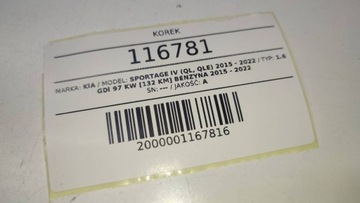 KOREK
116781
MARKA: KIA / MODEL: SPORTAGE IV (QL, QLE) 2015 - 2022 / TYP: 1.6
GDI 97 KW [132 KM] BENZYNA 2015 - 2022
SN: --- / JAKOŚĆ: A
2000001167816